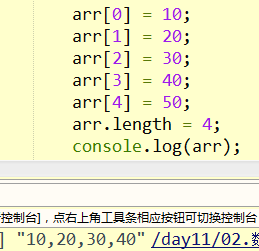 arr[0] = 10;
arr[1] = 20;
arr[2] = 30;
arr[3] = 40;
arr[4] = 50;
arr.length = 4;
console.log(arr);
控制台],点右上角工具条相应按钮可切换控制台
] "10,20,30,40" /day11/02.